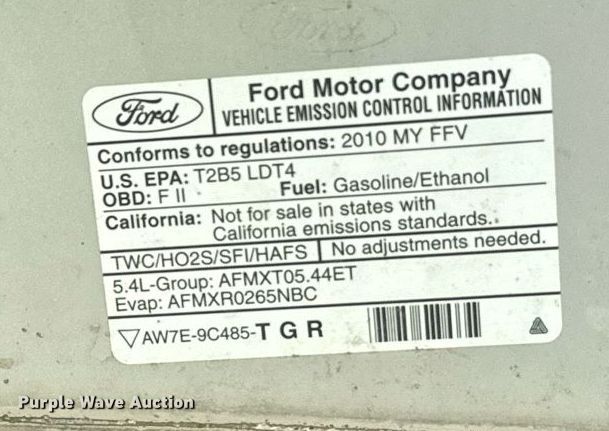 Ford
Ford Motor Company
VEHICLE EMISSION CONTROL INFORMATION
Conforms to regulations: 2010 MY FFV
U.S. EPA: T2B5 LDT4
OBD: F II Fuel: Gasoline/Ethanol
California: Not for sale in states with
California emissions standards..
TWC/HO2S/SFI/HAFS No adjustments needed.
5.4L-Group: AFMXT05.44ET
Evap: AFMXR0265NBC
AW7E-9C485-T G R
Purple Wave Auction